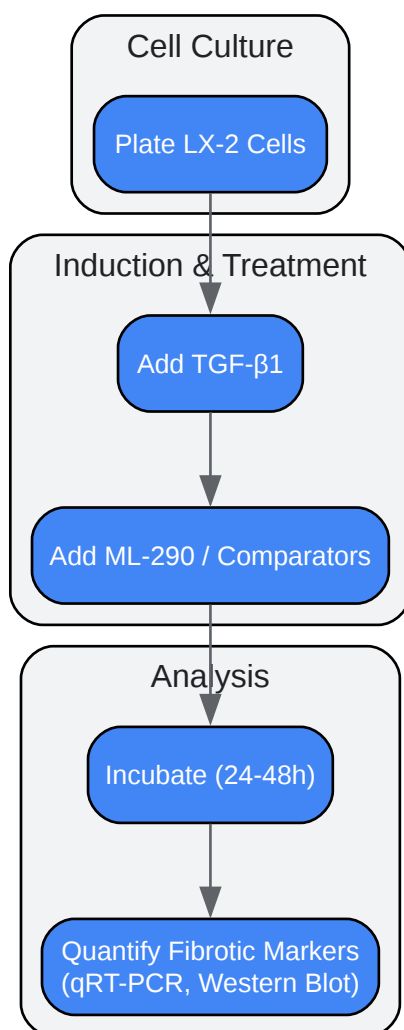 Cell Culture
Plate LX-2 Cells
Induction & Treatment
Add TGF-β1
Add ML-290 / Comparators
Analysis
Incubate (24-48h)
Quantify Fibrotic Markers
(qRT-PCR, Western Blot)